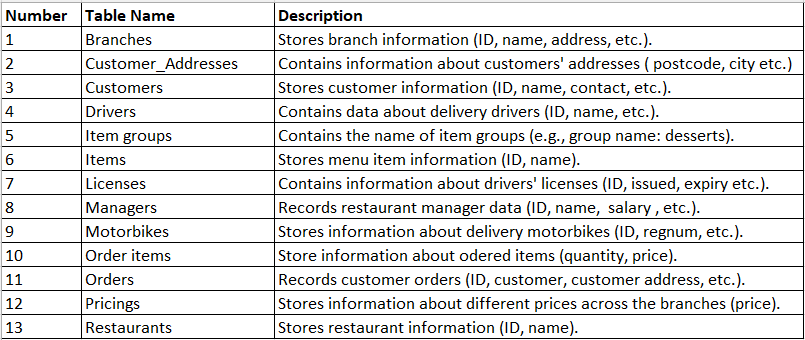 Number Table Name Description
1 Branches Stores branch information (ID, name, address, etc.).
2 Customer_Addresses Contains information about customers' addresses ( postcode, city etc.)
3 Customers Stores customer information (ID, name, contact, etc.).
4 Drivers Contains data about delivery drivers (ID, name, etc.).
5 Item groups Contains the name of item groups (e.g., group name: desserts).
6 Items Stores menu item information (ID, name).
7 Licenses Contains information about drivers' licenses (ID, issued, expiry etc.).
8 Managers Records restaurant manager data (ID, name,  salary , etc.).
9 Motorbikes Stores information about delivery motorbikes (ID, regnum, etc.).
10 Order items Store information about odered items (quantity, price).
11 Orders Records customer orders (ID, customer, customer address, etc.).
12 Pricings Stores information about different prices across the branches (price).
13 Restaurants Stores restaurant information (ID, name).